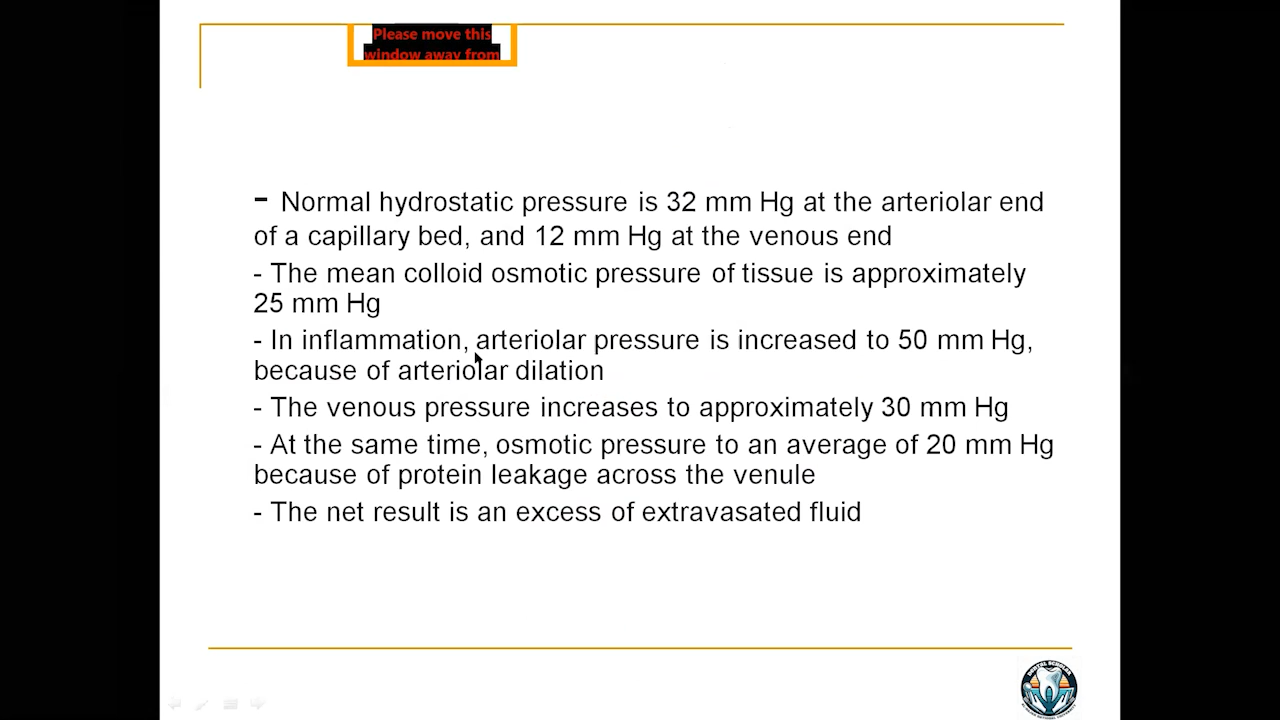 Please move this
window away from
- Normal hydrostatic pressure is 32 mm Hg at the arteriolar end
of a capillary bed, and 12 mm Hg at the venous end
- The mean colloid osmotic pressure of tissue is approximately
25 mm Hg
- In inflammation, arteriolar pressure is increased to 50 mm Hg,
because of arteriolar dilation
- The venous pressure increases to approximately 30 mm Hg
- At the same time, osmotic pressure to an average of 20 mm Hg
because of protein leakage across the venule
- The net result is an excess of extravasated fluid